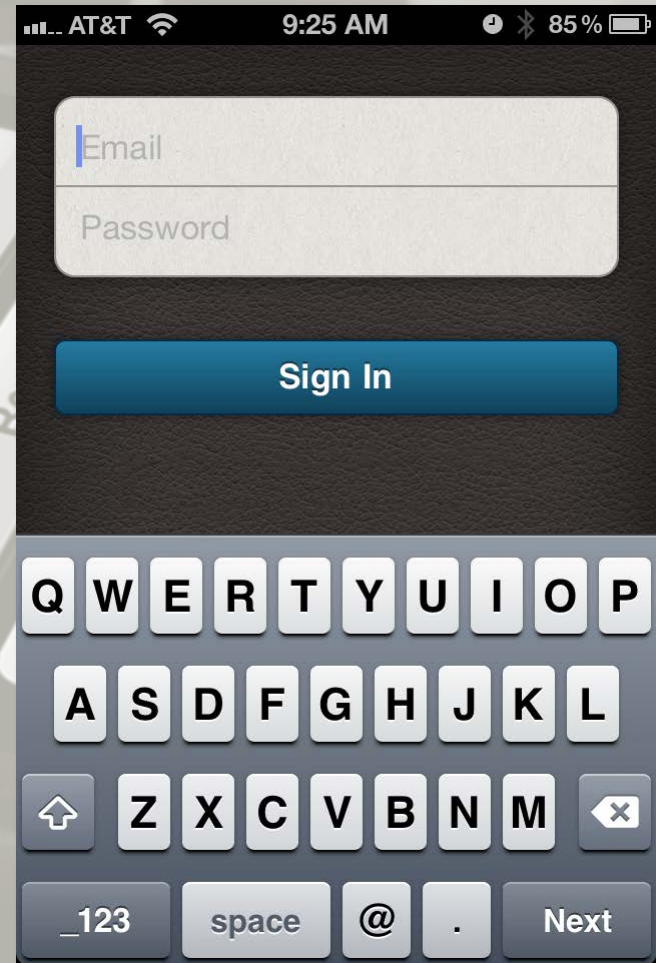 AT&T 9:25 AM 85%
Email
Password
Sign In
Q W E R T Y U I O P
A S D F G H J K L
Z X C V B N M
_123 space @ . Next